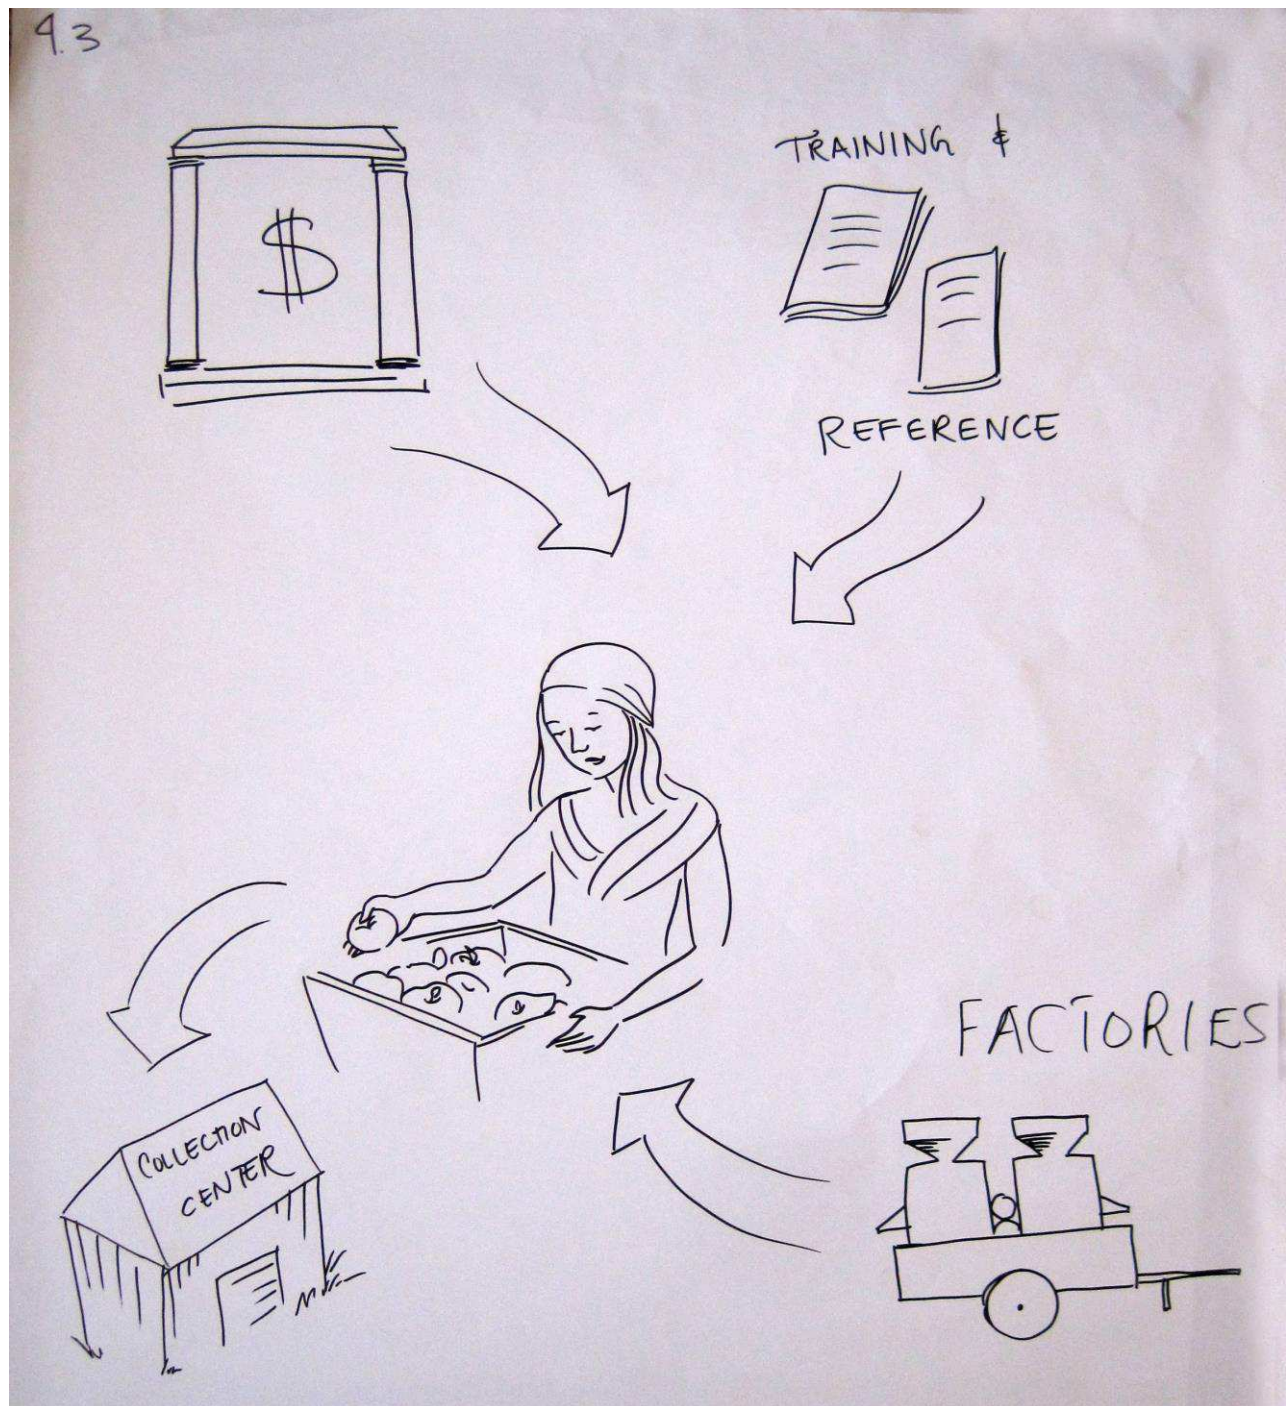 9.3
$
TRAINING &
REFERENCE
FACTORIES
COLLECTION
CENTER